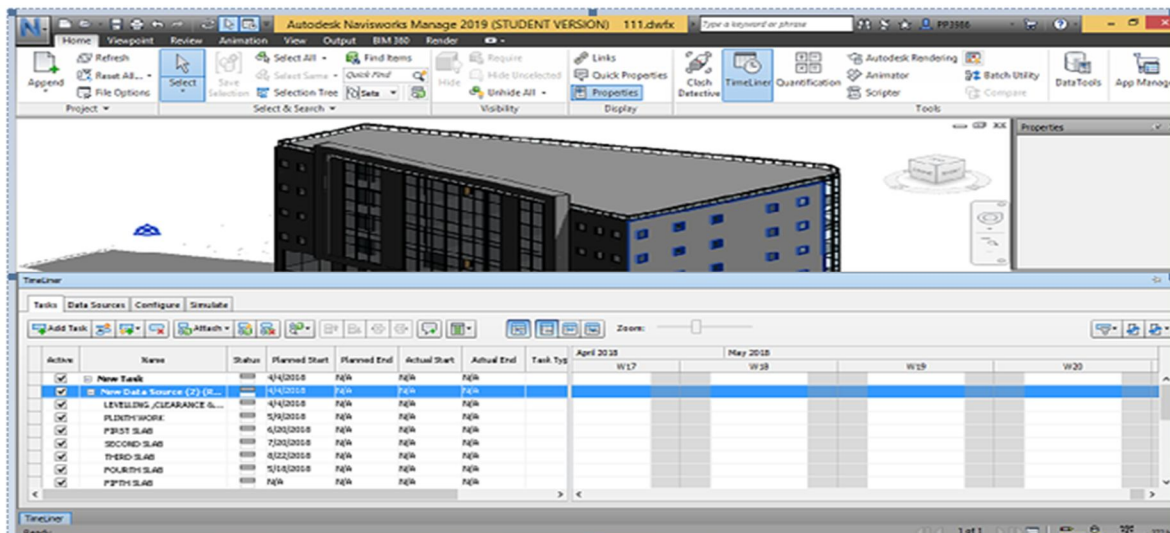 Autodesk Navisworks Manage 2019 (STUDENT VERSION) 111.dwfx Type a keyword or phrase PP3986
Home Viewpoint Review Animation View Output BIM 360 Render
Append
Refresh
Reset All...
File Options
Project
Select
Save Selection
Select All
Select Same
Selection Tree
Find Items
Quick Find
Sets
Select & Search
Hide
Require
Hide Unselected
Unhide All
Visibility
Links
Quick Properties
Properties
Display
Clash Detective
TimeLiner
Quantification
Autodesk Rendering
Animator
Scripter
Batch Utility
Compare
Tools
DataTools
App Manage
Properties
TimeLiner
Tasks Data Sources Configure Simulate
Add Task Attach Zoom:
Active Name Status Planned Start Planned End Actual Start Actual End Task Typ
April 2018 May 2018
W17 W18 W19 W20
New Task 4/4/2018 N/A N/A N/A
New Data Source (2) (R... 4/4/2018 N/A N/A N/A
LEVELLING ,CLEARANCE &... 4/4/2018 N/A N/A N/A
PLINTH WORK 5/9/2018 N/A N/A N/A
FIRST SLAB 6/20/2018 N/A N/A N/A
SECOND SLAB 7/20/2018 N/A N/A N/A
THIRD SLAB 8/22/2018 N/A N/A N/A
FOURTH SLAB 5/16/2018 N/A N/A N/A
FIFTH SLAB N/A N/A N/A N/A
TimeLiner
Ready
1 of 1